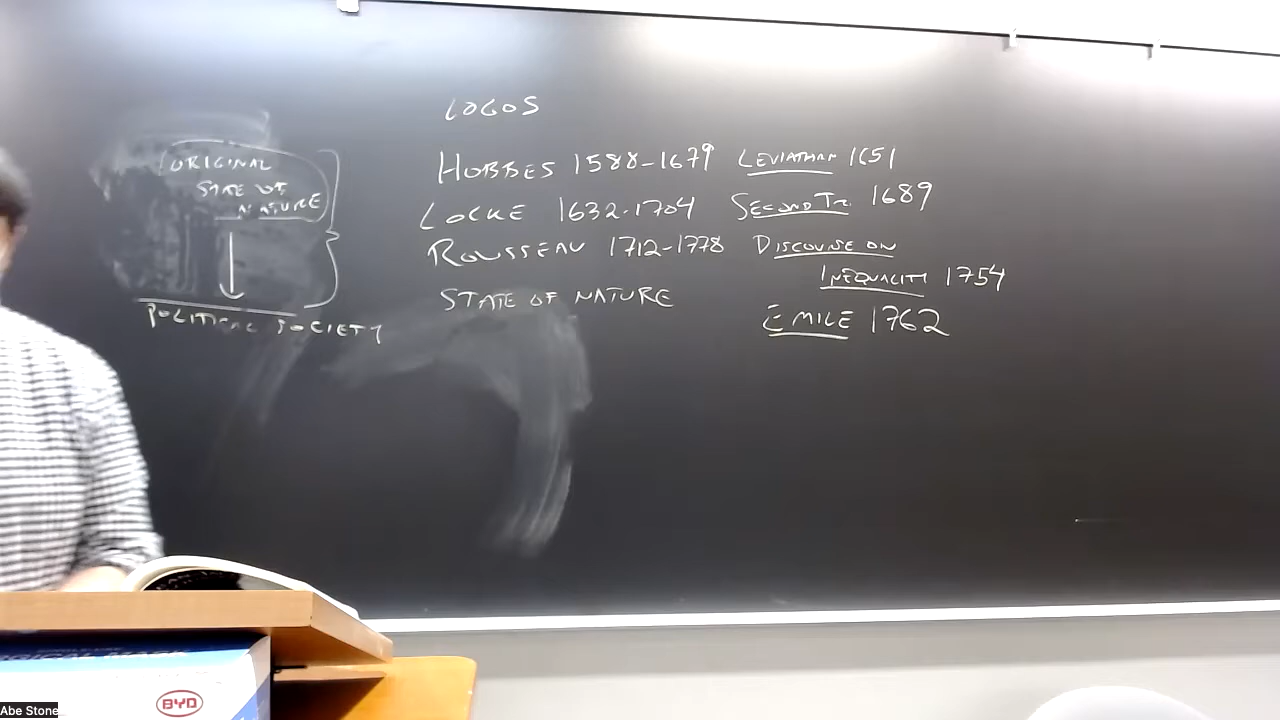 LOGOS
ORIGINAL
STATE OF
NATURE
POLITICAL SOCIETY
HOBBES 1588-1679 LEVIATHAN 1651
LOCKE 1632-1704 SECOND TR. 1689
ROUSSEAU 1712-1778 DISCOURSE ON
INEQUALITY 1754
STATE OF NATURE
EMILE 1762
BYD
Abe Stone